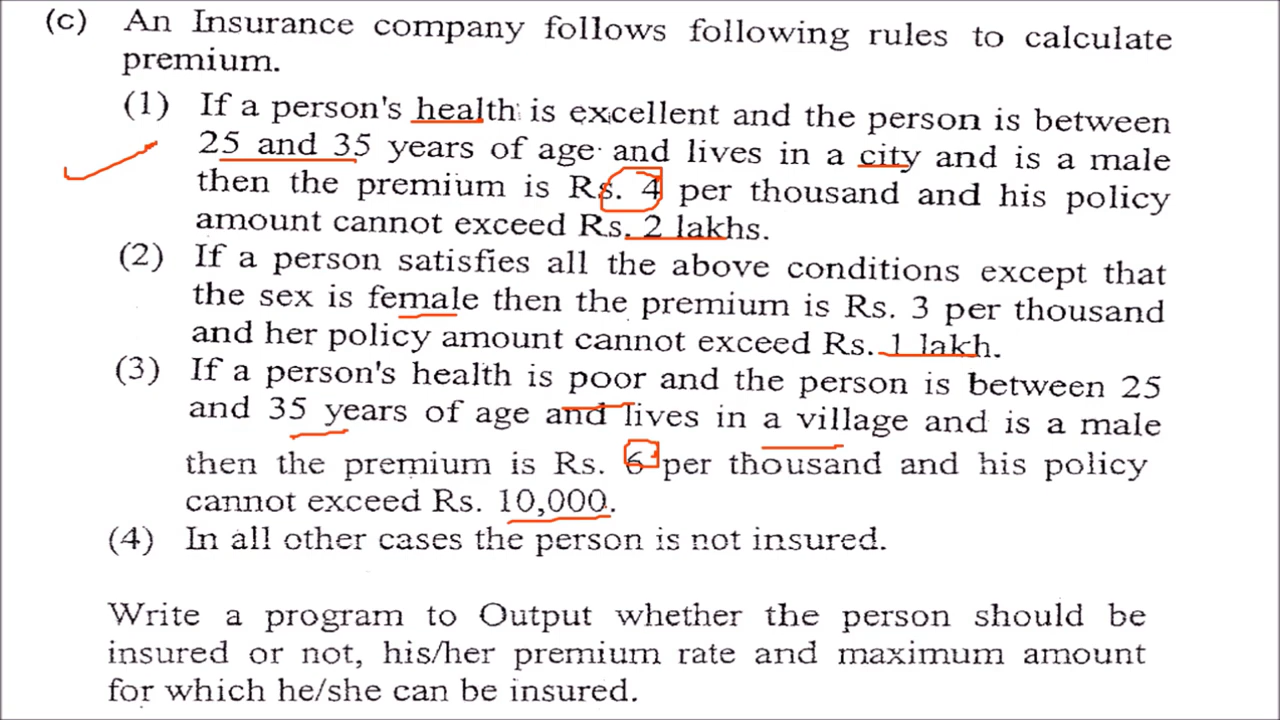 (c) An Insurance company follows following rules to calculate
premium.
(1) If a person's health is excellent and the person is between
25 and 35 years of age and lives in a city and is a male
then the premium is Rs. 4 per thousand and his policy
amount cannot exceed Rs. 2 lakhs.
(2) If a person satisfies all the above conditions except that
the sex is female then the premium is Rs. 3 per thousand
and her policy amount cannot exceed Rs. 1 lakh.
(3) If a person's health is poor and the person is between 25
and 35 years of age and lives in a village and is a male
then the premium is Rs. 6 per thousand and his policy
cannot exceed Rs. 10,000.
(4) In all other cases the person is not insured.
Write a program to Output whether the person should be
insured or not, his/her premium rate and maximum amount
for which he/she can be insured.